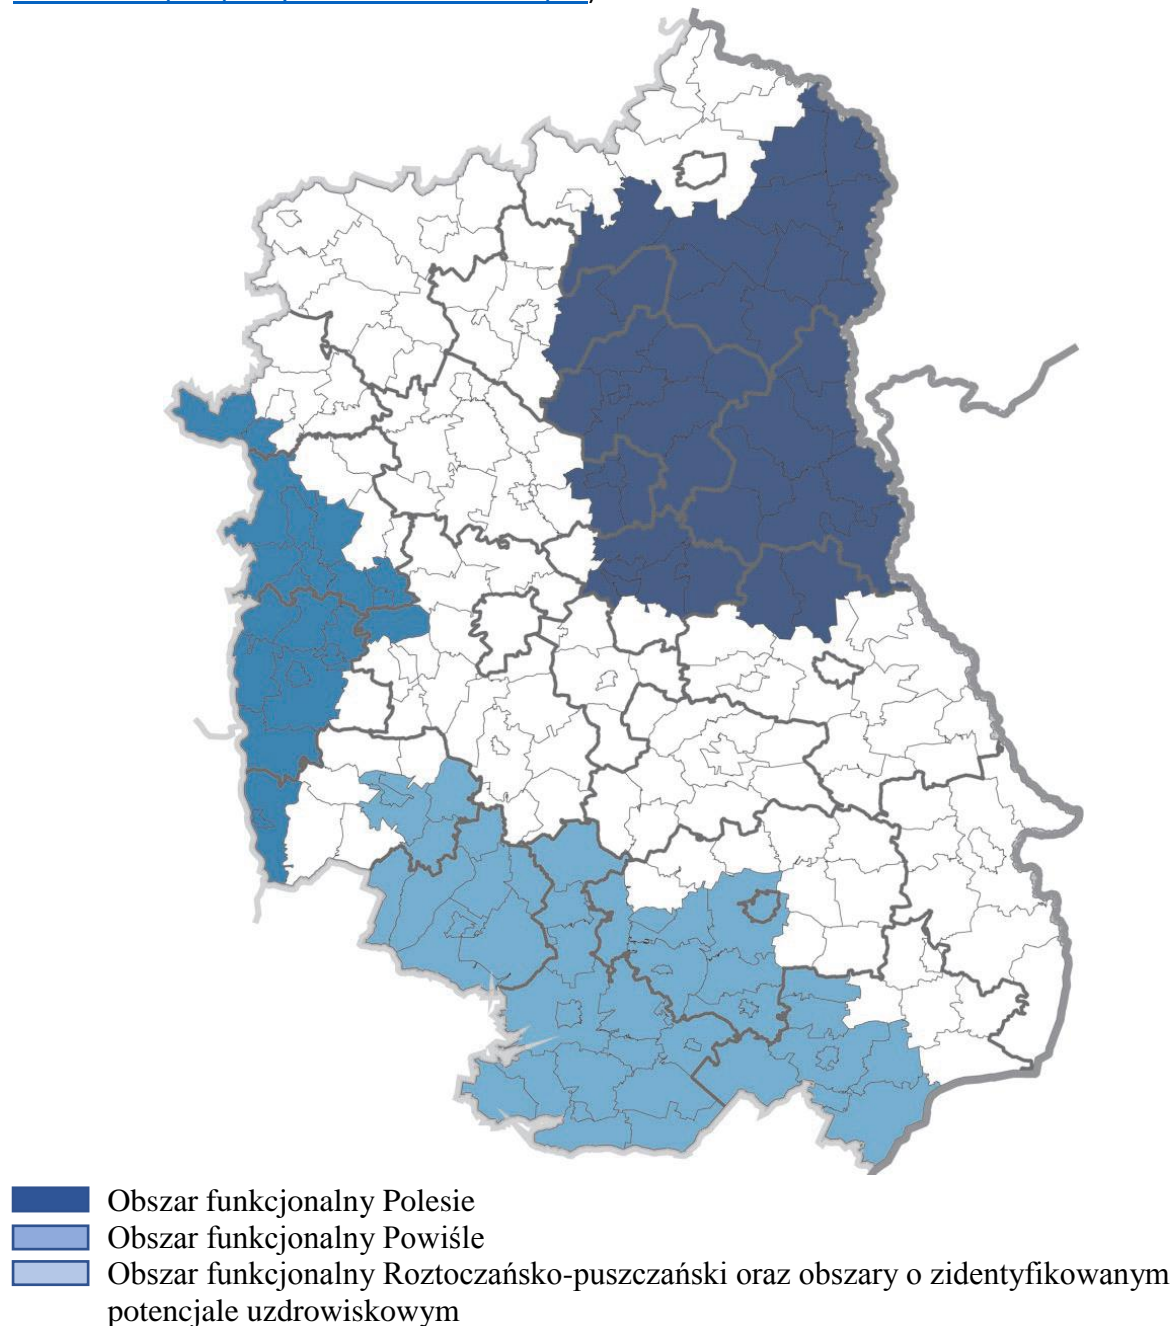 Obszar funkcjonalny Polesie
Obszar funkcjonalny Powiśle
Obszar funkcjonalny Roztoczańsko-puszczański oraz obszary o zidentyfikowanym
potencjale uzdrowiskowym